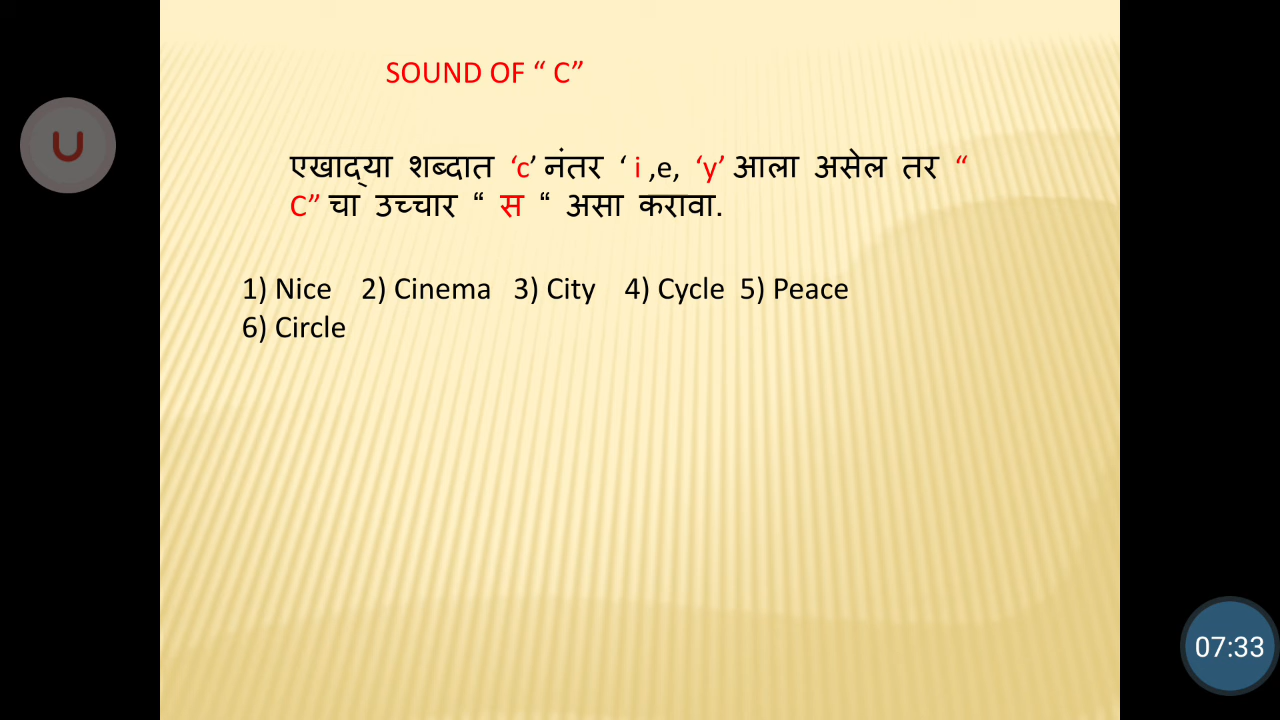 SOUND OF “ C”
एखाद्या शब्दात ‘c’ नंतर ‘ i ,e, ‘y’ आला असेल तर “
C” चा उच्चार “ स “ असा करावा.
1) Nice 2) Cinema 3) City 4) Cycle 5) Peace
6) Circle
07:33